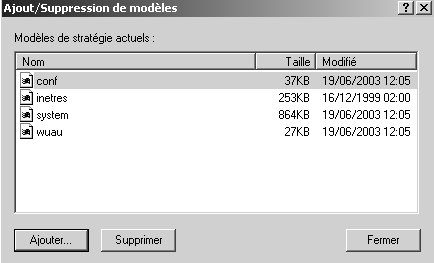 Ajout/Suppression de modèles
Modèles de stratégie actuels :
Nom Taille Modifié
conf 37KB 19/06/2003 12:05
inetres 253KB 16/12/1999 02:00
system 864KB 19/06/2003 12:05
wuau 27KB 19/06/2003 12:05
Ajouter... Supprimer Fermer